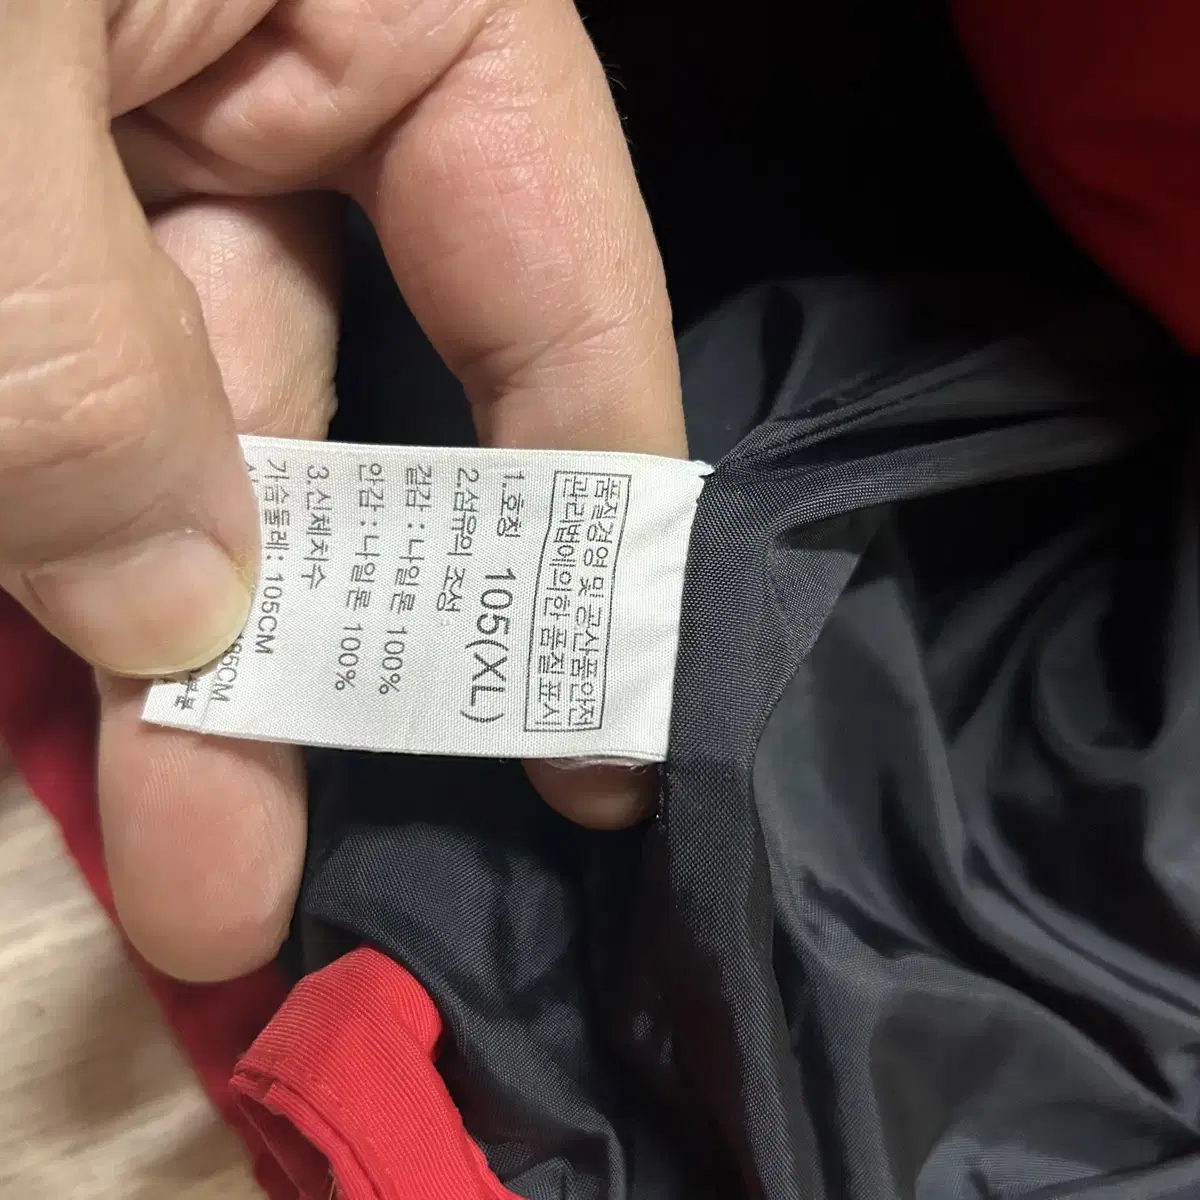 품질경영 및 공산품안전
관리법에의한 품질표시
1.호칭 105(XL)
2.섬유의 조성
겉감 : 나일론 100%
안감 : 나일론 100%
3.신체치수
가슴둘레: 105CM
185CM